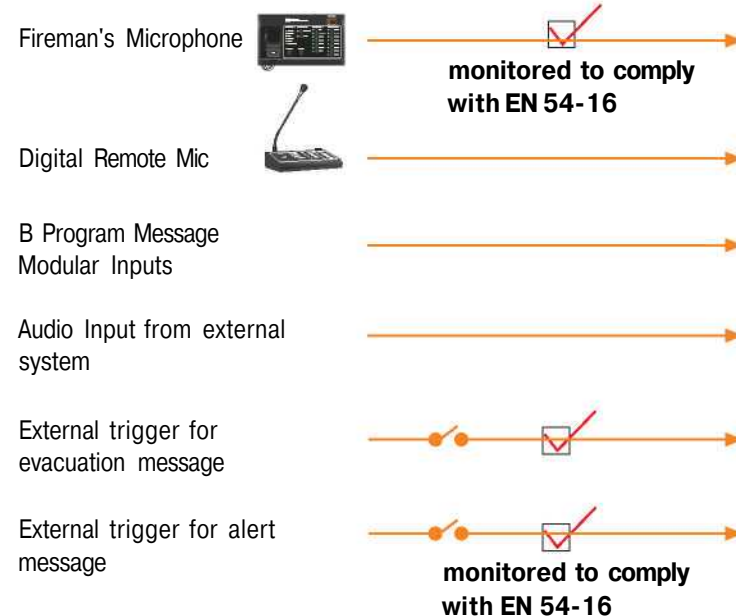 Fireman's Microphone
monitored to comply
with EN 54-16
Digital Remote Mic
B Program Message
Modular Inputs
Audio Input from external
system
External trigger for
evacuation message
External trigger for alert
message
monitored to comply
with EN 54-16